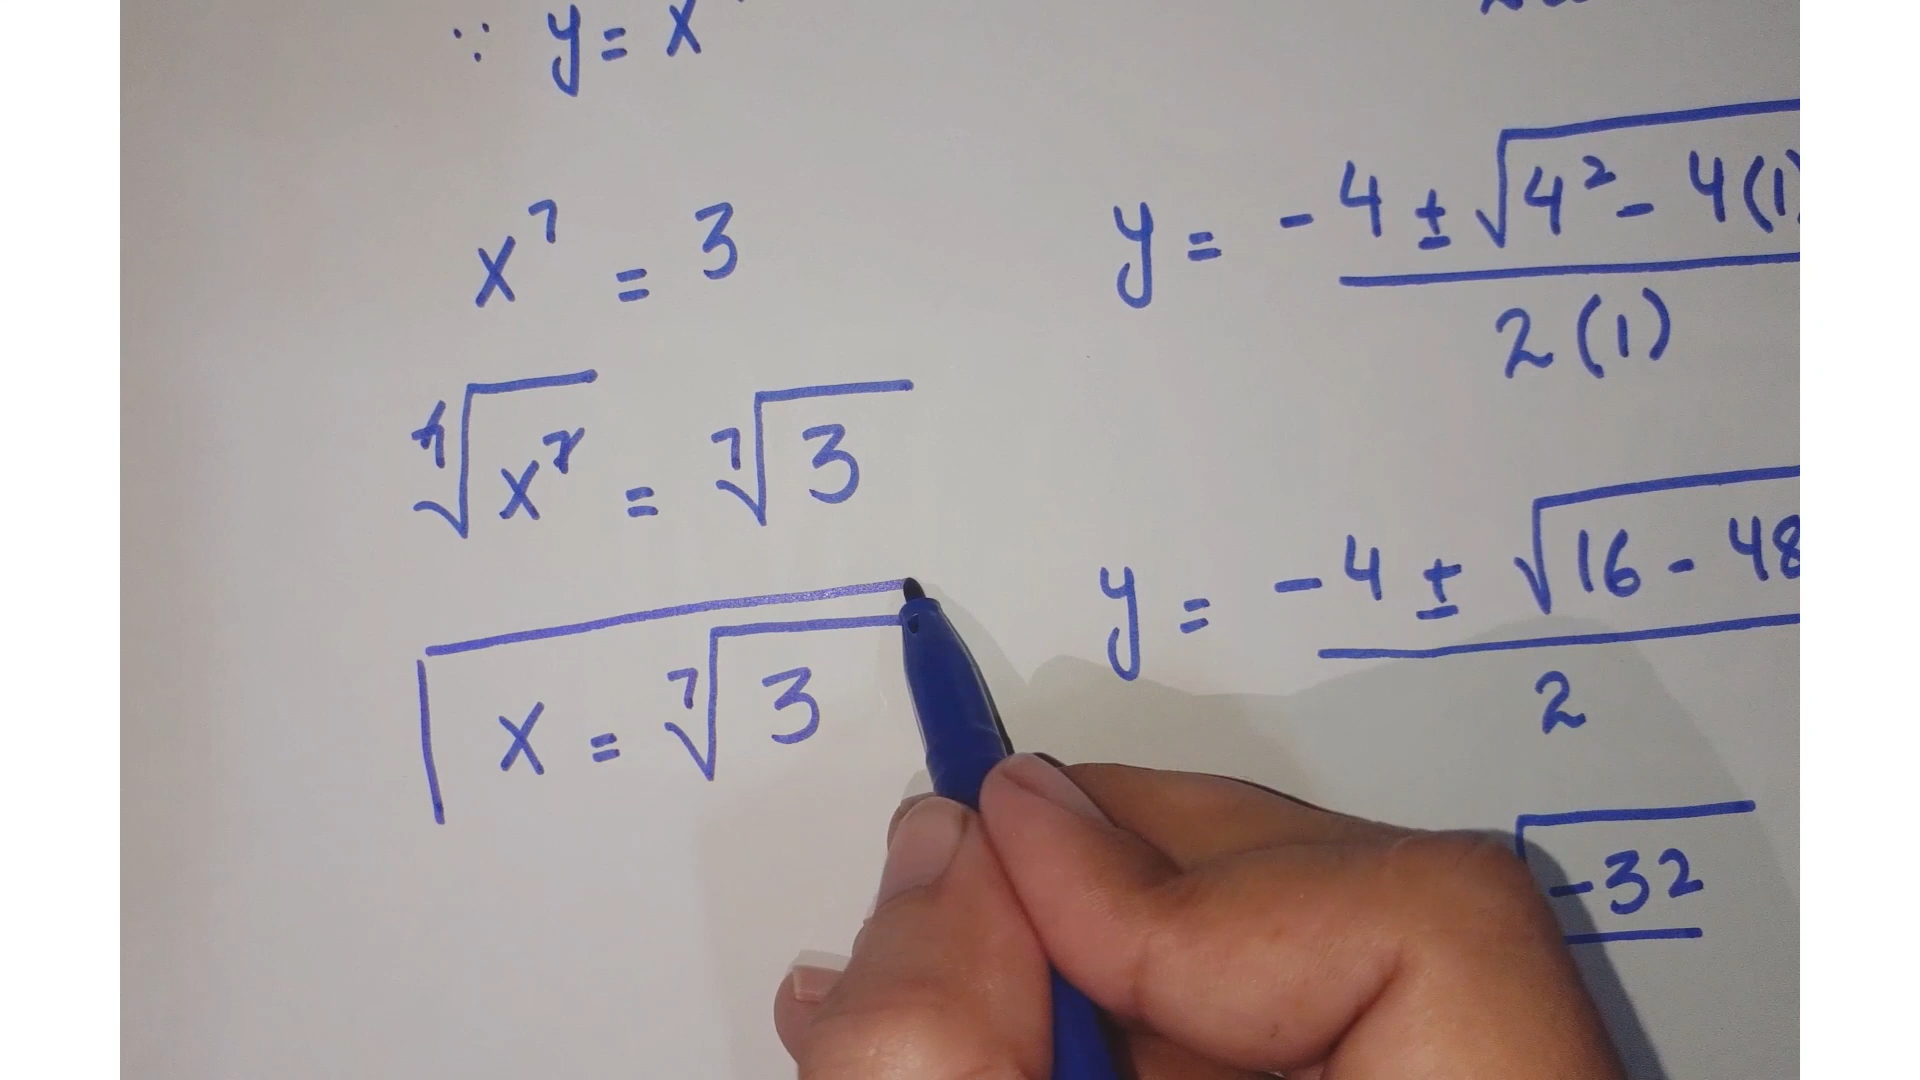 ∵ y = x
x⁷ = 3
⁷√x⁷ = ⁷√3
x = ⁷√3
y = -4 ± √4² - 4(1)
2(1)
y = -4 ± √16 - 48
2
√-32